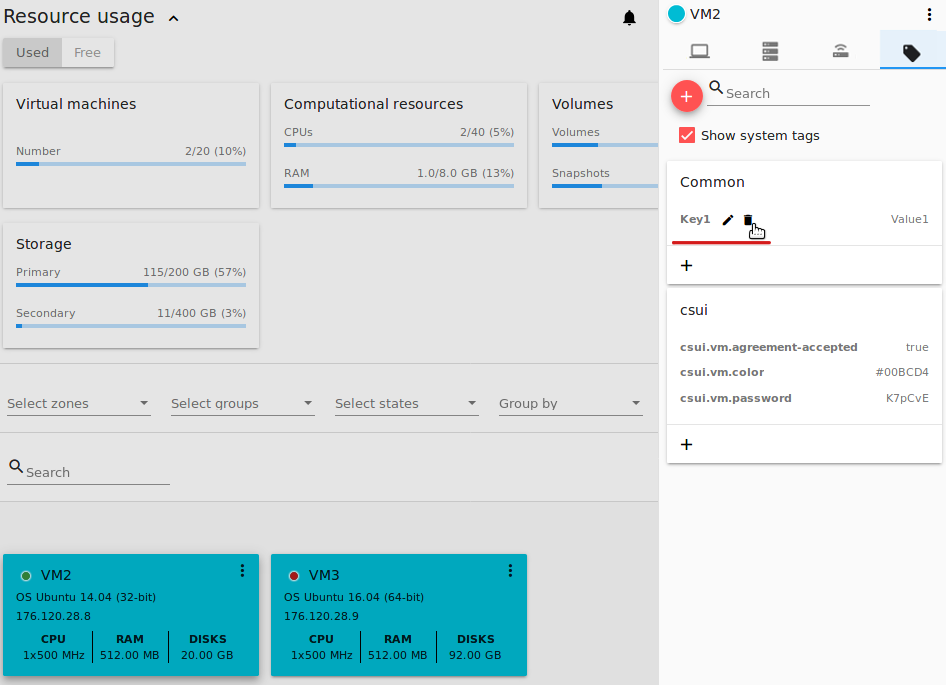 Resource usage
Used Free
Virtual machines
Number 2/20 (10%)
Computational resources
CPUs 2/40 (5%)
RAM 1.0/8.0 GB (13%)
Volumes
Volumes
Snapshots
Storage
Primary 115/200 GB (57%)
Secondary 11/400 GB (3%)
Select zones Select groups Select states Group by
Search
VM2
OS Ubuntu 14.04 (32-bit)
176.120.28.8
CPU RAM DISKS
1x500 MHz 512.00 MB 20.00 GB
VM3
OS Ubuntu 16.04 (64-bit)
176.120.28.9
CPU RAM DISKS
1x500 MHz 512.00 MB 92.00 GB
VM2
Search
Show system tags
Common
Key1 Value1
csui
csui.vm.agreement-accepted true
csui.vm.color #00BCD4
csui.vm.password K7pCvE